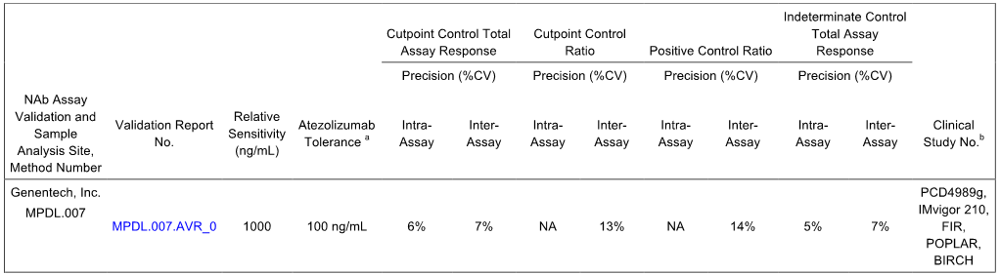 Cutpoint Control Total Assay Response
Cutpoint Control Ratio
Positive Control Ratio
Indeterminate Control Total Assay Response
Precision (%CV) Precision (%CV) Precision (%CV) Precision (%CV)
NAb Assay Validation and Sample Analysis Site, Method Number
Validation Report No.
Relative Sensitivity (ng/mL)
Atezolizumab Tolerance a
Intra-Assay
Inter-Assay
Intra-Assay
Inter-Assay
Intra-Assay
Inter-Assay
Intra-Assay
Inter-Assay
Clinical Study No.b
Genentech, Inc.
MPDL.007
MPDL.007.AVR_0 1000 100 ng/mL 6% 7% NA 13% NA 14% 5% 7%
PCD4989g,
IMvigor 210,
FIR,
POPLAR,
BIRCH